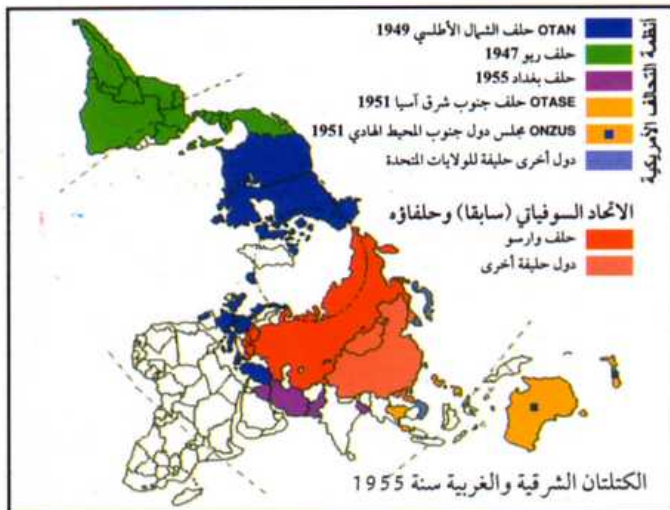 أنظمة التحالف الأمريكية
OTAN حلف الشمال الأطلسي 1949
حلف ريو 1947
حلف بغداد 1955
OTASE حلف جنوب شرق آسيا 1951
ONZUS مجلس دول جنوب المحيط الهادي 1951
دول أخرى حليفة للولايات المتحدة
الاتحاد السوفياتي (سابقا) وحلفاؤه
حلف وارسو
دول حليفة أخرى
الكتلتان الشرقية والغربية سنة 1955